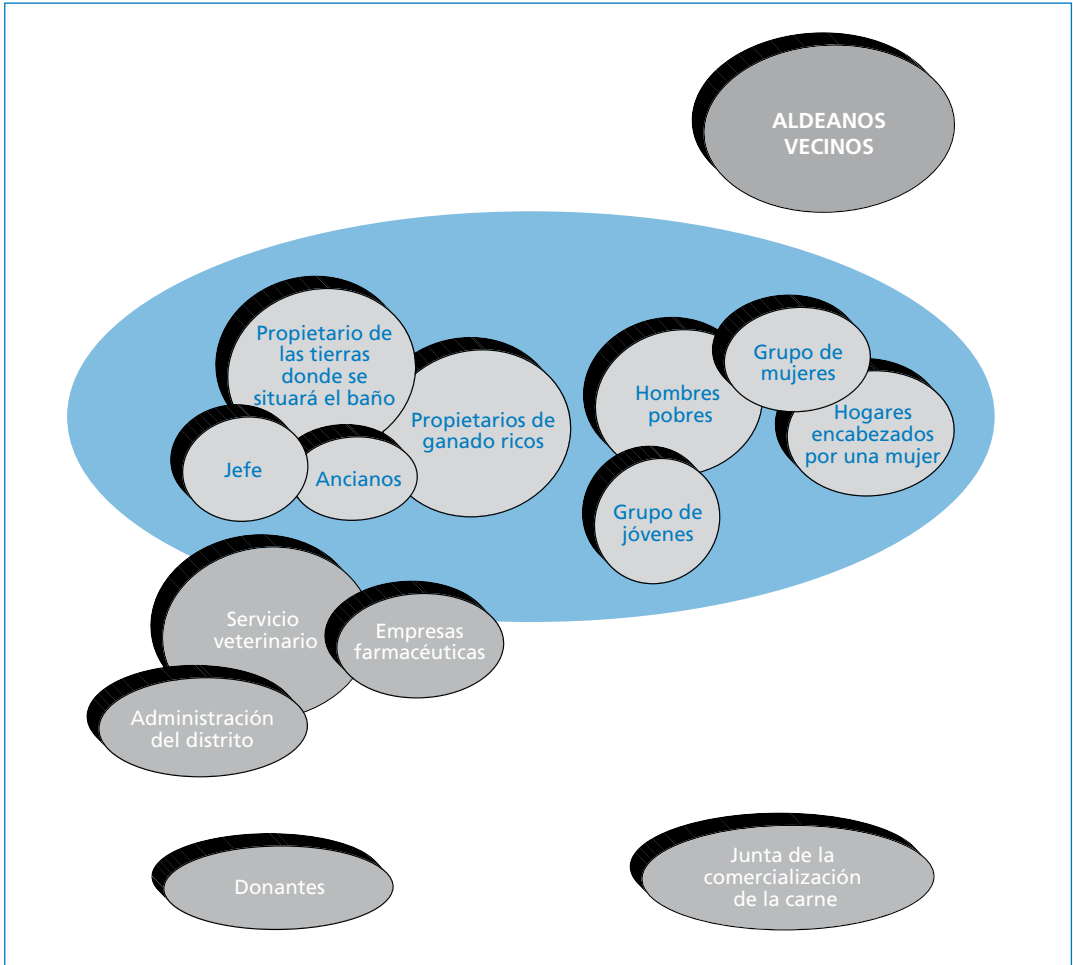 ALDEANOS
VECINOS
Propietario de
las tierras
donde se
situará el baño
Propietarios de
ganado ricos
Jefe
Ancianos
Hombres
pobres
Grupo de
mujeres
Hogares
encabezados
por una mujer
Grupo de
jóvenes
Servicio
veterinario
Empresas
farmacéuticas
Administración
del distrito
Donantes
Junta de la
comercialización
de la carne